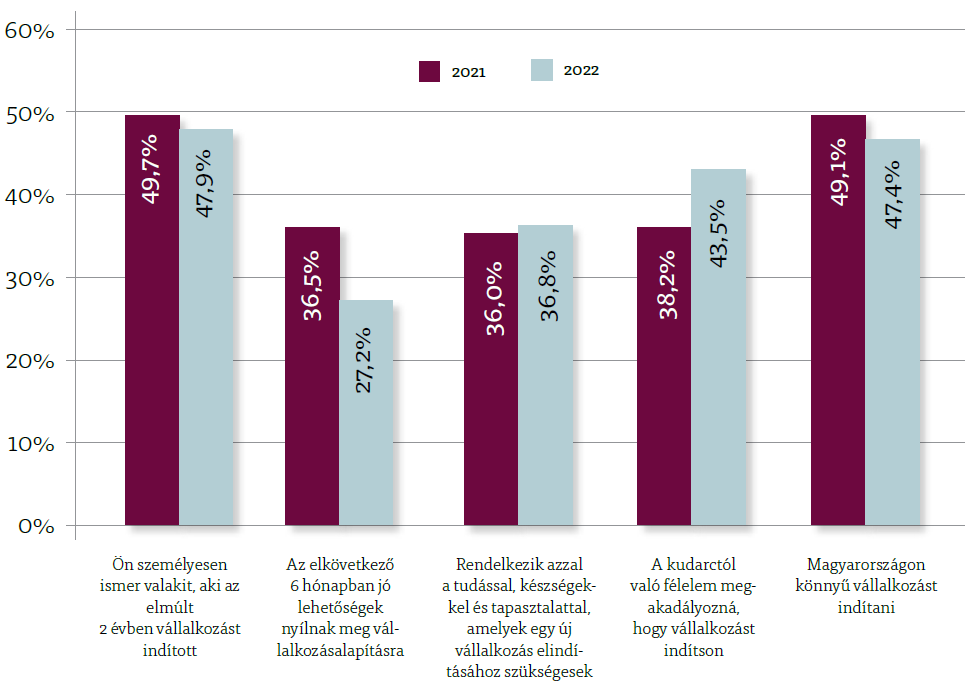 60%
2021
2022
50%
40%
30%
20%
10%
0%
49,7%
47,9%
36,5%
27,2%
36,0%
36,8%
38,2%
43,5%
49,1%
47,4%
Ön személyesen
ismer valakit, aki az
elmúlt
2 évben vállalkozást
indított
Az elkövetkező
6 hónapban jó
lehetőségek
nyílnak meg vál-
lalkozásalapításra
Rendelkezik azzal
a tudással, készségek-
kel és tapasztalattal,
amelyek egy új
vállalkozás elindí-
tásához szükségesek
A kudarctól
való félelem meg-
akadályozná,
hogy vállalkozást
indítson
Magyarországon
könnyű vállalkozást
indítani